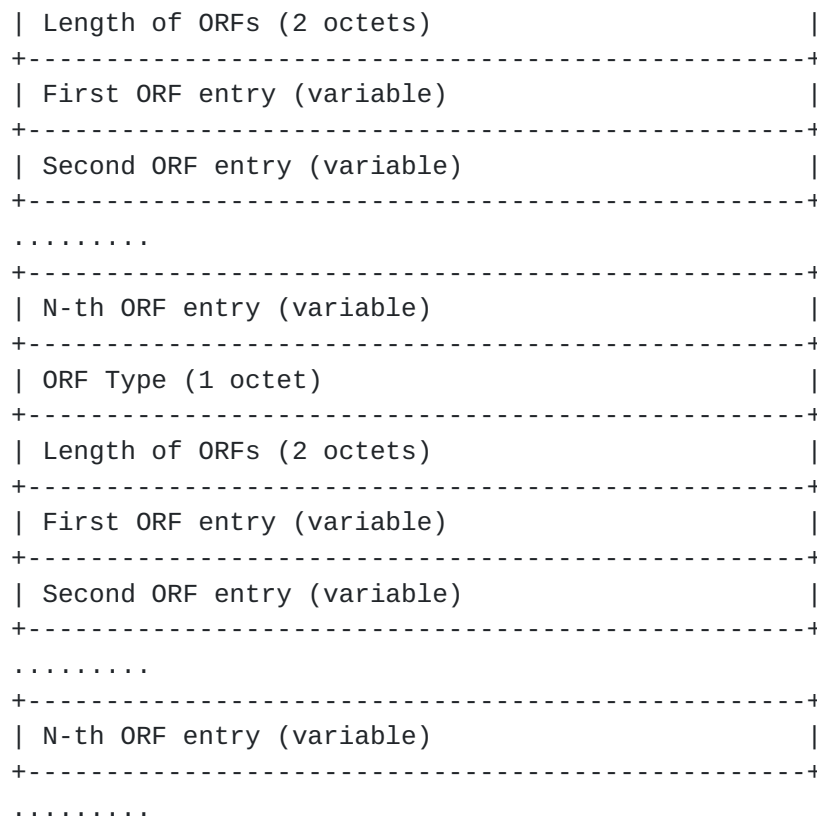 | Length of ORFs (2 octets)                        |
+--------------------------------------------------+
| First ORF entry (variable)                       |
+--------------------------------------------------+
| Second ORF entry (variable)                      |
+--------------------------------------------------+
.........
+--------------------------------------------------+
| N-th ORF entry (variable)                        |
+--------------------------------------------------+
| ORF Type (1 octet)                               |
+--------------------------------------------------+
| Length of ORFs (2 octets)                        |
+--------------------------------------------------+
| First ORF entry (variable)                       |
+--------------------------------------------------+
| Second ORF entry (variable)                      |
+--------------------------------------------------+
.........
+--------------------------------------------------+
| N-th ORF entry (variable)                        |
+--------------------------------------------------+
.........